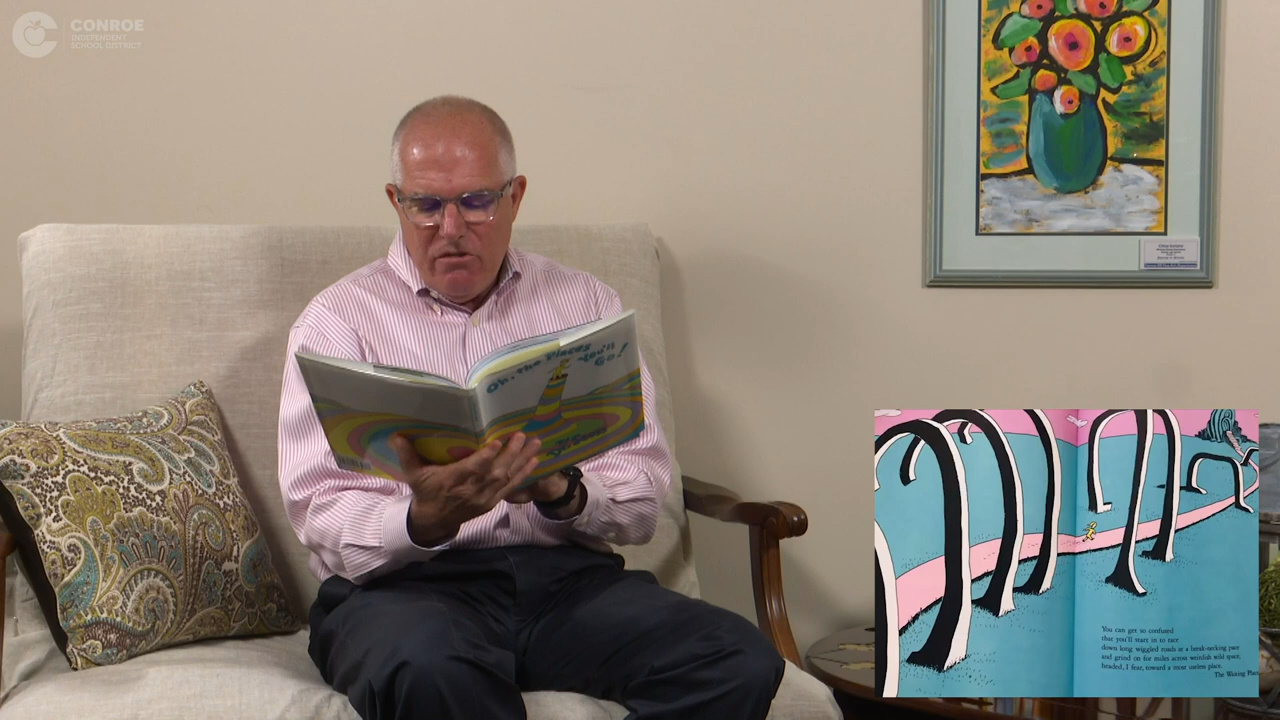 CONROE
INDEPENDENT
SCHOOL DISTRICT
Oh, the Places
You'll
Go!
You can get so confused
that you'll start in to race
down long wiggled roads at a break-necking pace
and grind on for miles across weirdish wild space,
headed, I fear, toward a most useless place.
The Waiting